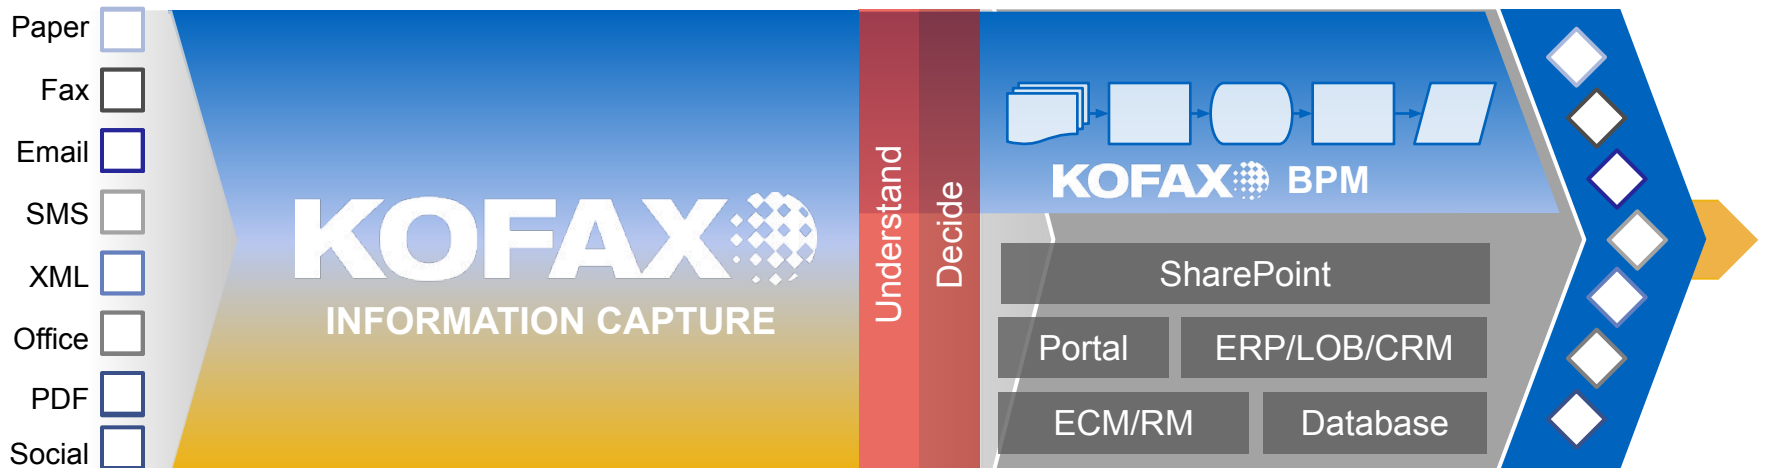 Paper
Fax
Email
SMS
XML
Office
PDF
Social
KOFAX
INFORMATION CAPTURE
Understand
Decide
KOFAX BPM
SharePoint
Portal
ERP/LOB/CRM
ECM/RM
Database